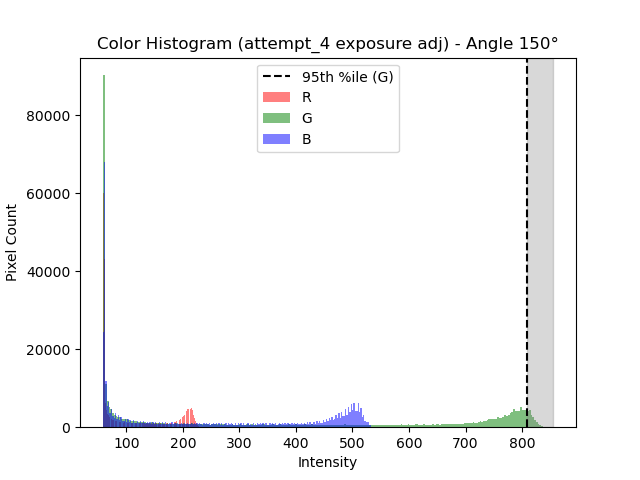 Color Histogram (attempt_4 exposure adj) - Angle 150°
95th %ile (G)
R
G
B
80000
60000
40000
20000
0
Pixel Count
100 200 300 400 500 600 700 800
Intensity